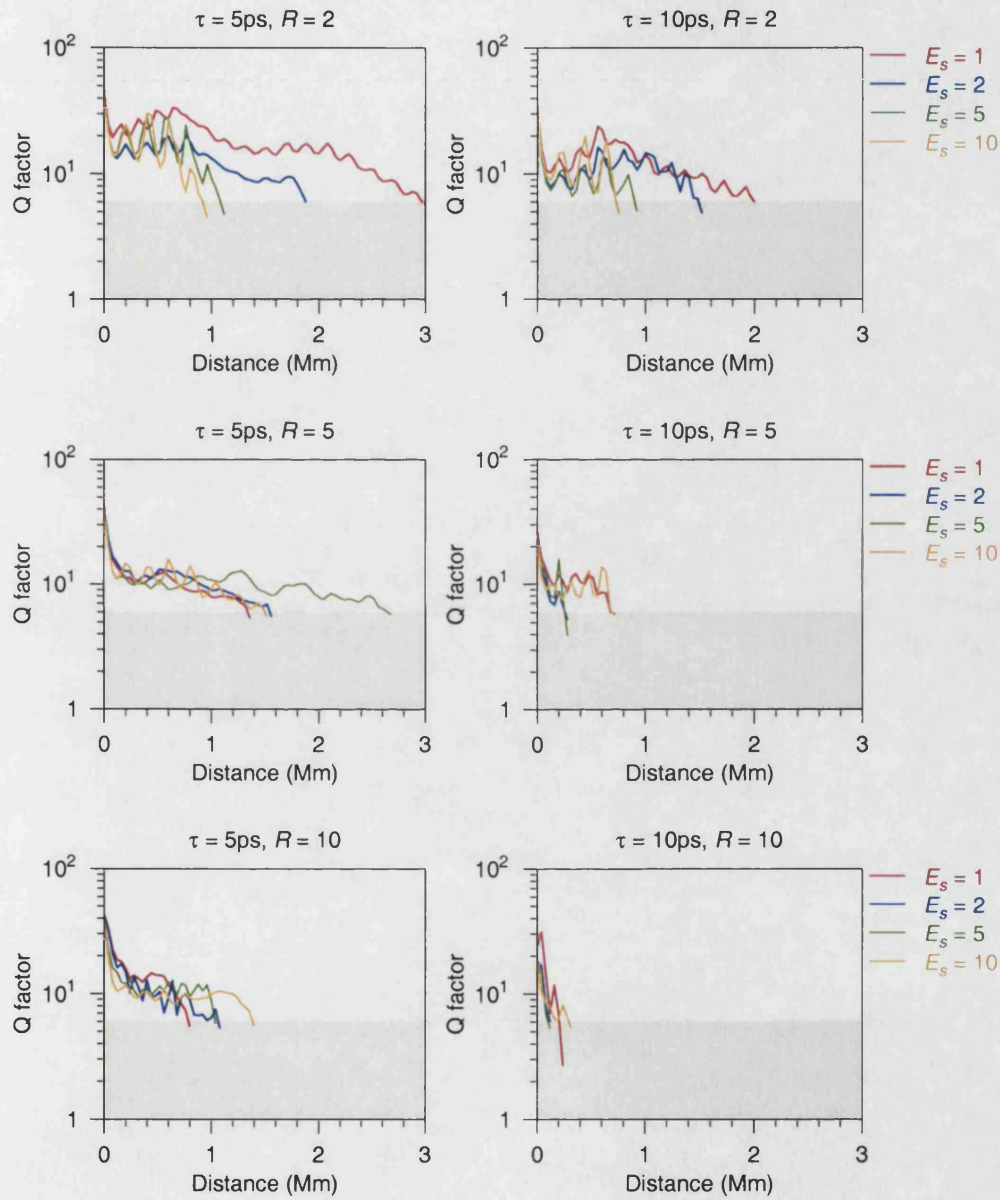 τ = 5ps, R = 2
10²
10¹
1
Q factor
0 1 2 3
Distance (Mm)
τ = 10ps, R = 2
10²
10¹
1
Q factor
0 1 2 3
Distance (Mm)
Eₛ = 1
Eₛ = 2
Eₛ = 5
Eₛ = 10
τ = 5ps, R = 5
10²
10¹
1
Q factor
0 1 2 3
Distance (Mm)
τ = 10ps, R = 5
10²
10¹
1
Q factor
0 1 2 3
Distance (Mm)
Eₛ = 1
Eₛ = 2
Eₛ = 5
Eₛ = 10
τ = 5ps, R = 10
10²
10¹
1
Q factor
0 1 2 3
Distance (Mm)
τ = 10ps, R = 10
10²
10¹
1
Q factor
0 1 2 3
Distance (Mm)
Eₛ = 1
Eₛ = 2
Eₛ = 5
Eₛ = 10